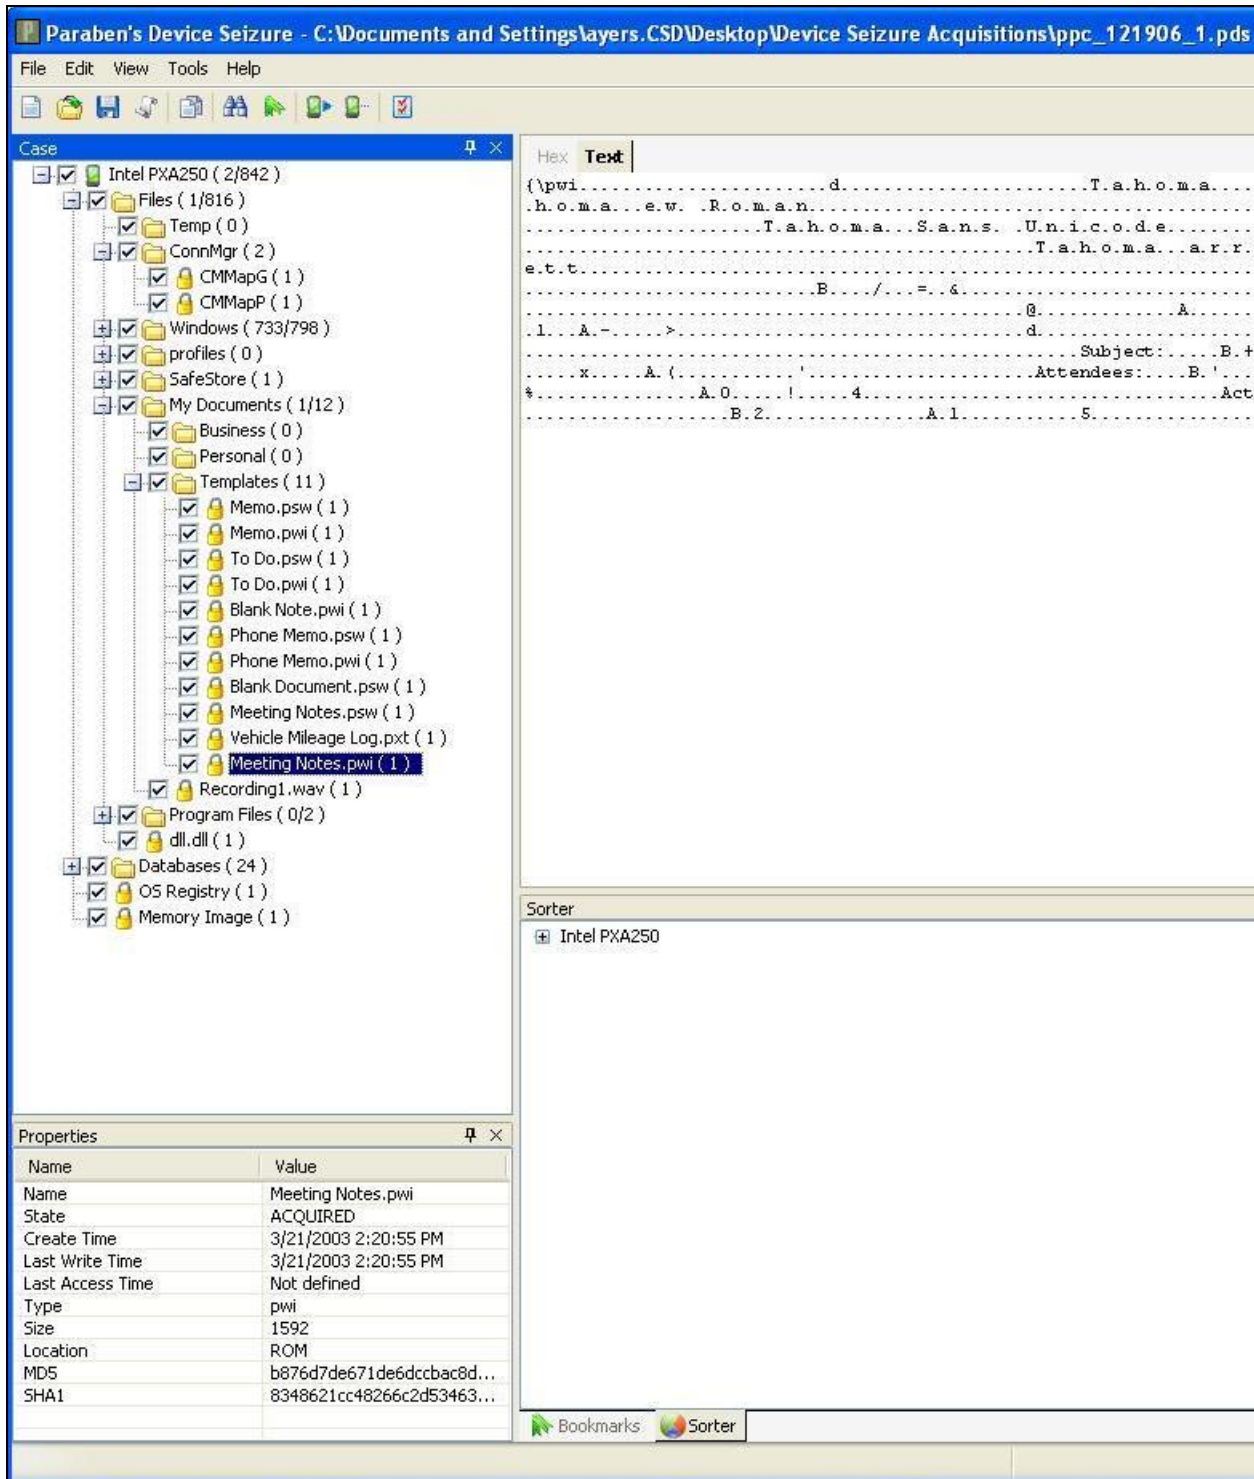 Paraben's Device Seizure - C:\Documents and Settings\ayers.CSD\Desktop\Device Seizure Acquisitions\ppc_121906_1.pds
File Edit View Tools Help
Case
Intel PXA250 ( 2/842 )
Files ( 1/816 )
Temp ( 0 )
ConnMgr ( 2 )
CMMapG ( 1 )
CMMapP ( 1 )
Windows ( 733/798 )
profiles ( 0 )
SafeStore ( 1 )
My Documents ( 1/12 )
Business ( 0 )
Personal ( 0 )
Templates ( 11 )
Memo.psw ( 1 )
Memo.pwi ( 1 )
To Do.psw ( 1 )
To Do.pwi ( 1 )
Blank Note.pwi ( 1 )
Phone Memo.psw ( 1 )
Phone Memo.pwi ( 1 )
Blank Document.psw ( 1 )
Meeting Notes.psw ( 1 )
Vehicle Mileage Log.pxt ( 1 )
Meeting Notes.pwi ( 1 )
Recording1.wav ( 1 )
Program Files ( 0/2 )
dll.dll ( 1 )
Databases ( 24 )
OS Registry ( 1 )
Memory Image ( 1 )
Properties
Name Value
Name Meeting Notes.pwi
State ACQUIRED
Create Time 3/21/2003 2:20:55 PM
Last Write Time 3/21/2003 2:20:55 PM
Last Access Time Not defined
Type pwi
Size 1592
Location ROM
MD5 b876d7de671de6dccbac8d...
SHA1 8348621cc48266c2d53463...
Hex Text
{\pwi......................d......................T.a.h.o.m.a....
.h.o.m.a...e.w. .R.o.m.a.n.......................................
.....................T.a.h.o.m.a...S.a.n.s. .U.n.i.c.o.d.e.......
.............................................T.a.h.o.m.a...a.r.r.
e.t.t............................................................
..........................B..../...=..&..........................
.............................................@............A......
.l...A.-.....>................................d..................
.................................................Subject:.....B.+
.....x.....A.(...........'.....................Attendees:....B.'...
%...............A.0.....!.....4................................Act
..................B.2............A.1...........5.................
Sorter
Intel PXA250
Bookmarks Sorter